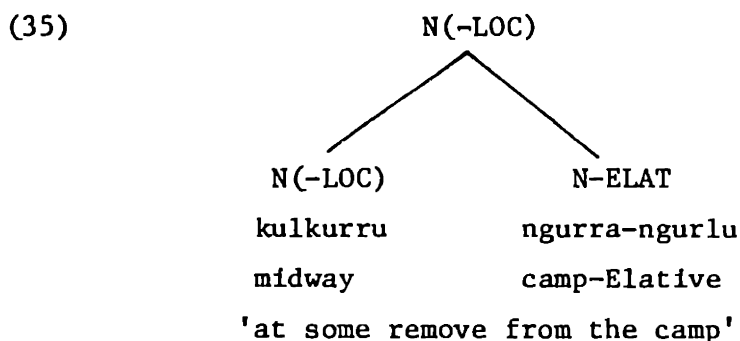 (35) N(-LOC)
N(-LOC) N-ELAT
kulkurru ngurra-ngurlu
midway camp-Elative
'at some remove from the camp'